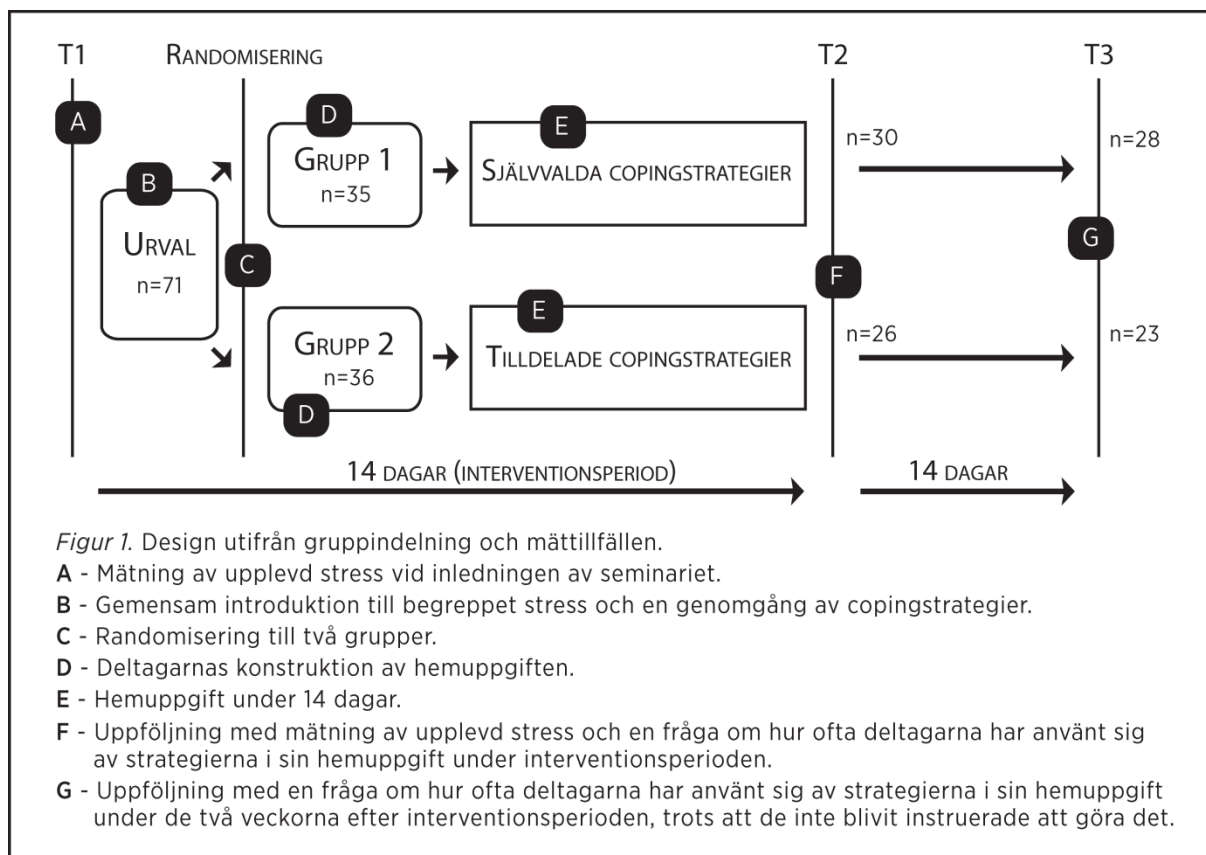 T1
RANDOMISERING
T2
T3
A
B
URVAL
n=71
C
D
GRUPP 1
n=35
E
SJÄLVVALDA COPINGSTRATEGIER
n=30
n=28
D
GRUPP 2
n=36
E
TILLDELADE COPINGSTRATEGIER
F
G
n=26
n=23
14 DAGAR (INTERVENTIONSPERIOD)
14 DAGAR
Figur 1. Design utifrån gruppindelning och mättillfällen.
A - Mätning av upplevd stress vid inledningen av seminariet.
B - Gemensam introduktion till begreppet stress och en genomgång av copingstrategier.
C - Randomisering till två grupper.
D - Deltagarnas konstruktion av hemuppgiften.
E - Hemuppgift under 14 dagar.
F - Uppföljning med mätning av upplevd stress och en fråga om hur ofta deltagarna har använt sig
av strategierna i sin hemuppgift under interventionsperioden.
G - Uppföljning med en fråga om hur ofta deltagarna har använt sig av strategierna i sin hemuppgift
under de två veckorna efter interventionsperioden, trots att de inte blivit instruerade att göra det.